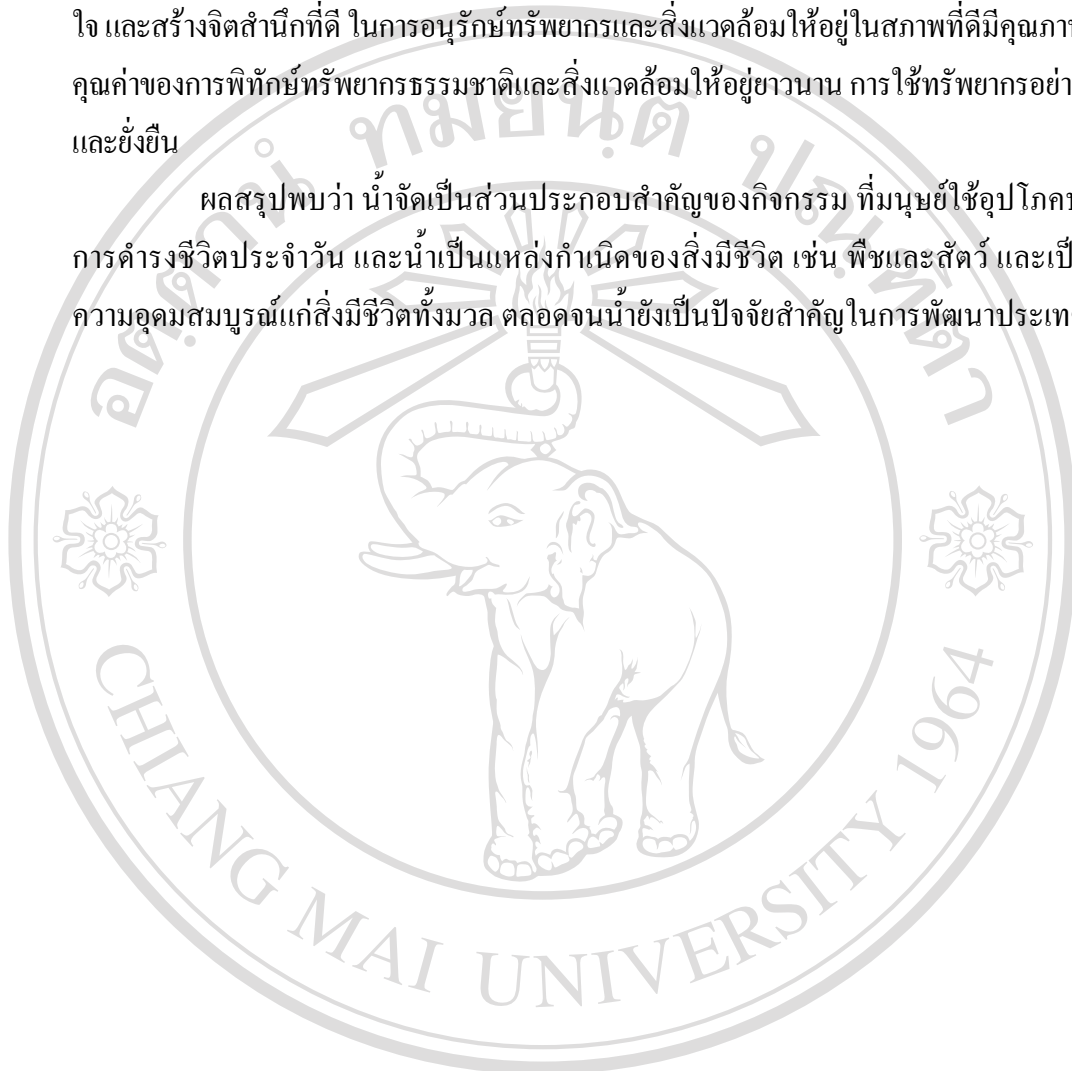 ใจ และสร้างจิตสำนึกที่ดี ในการอนุรักษ์ทรัพยากรและสิ่งแวดล้อมให้อยู่ในสภาพที่ดีมีคุณภาพ
คุณค่าของการพิทักษ์ทรัพยากรธรรมชาติและสิ่งแวดล้อมให้อยู่ยาวนาน การใช้ทรัพยากรอย่า
และยั่งยืน
ผลสรุปพบว่า น้ำจัดเป็นส่วนประกอบสำคัญของกิจกรรม ที่มนุษย์ใช้อุปโภคบ
การดำรงชีวิตประจำวัน และน้ำเป็นแหล่งกำเนิดของสิ่งมีชีวิต เช่น พืชและสัตว์ และเป็
ความอุดมสมบูรณ์แก่สิ่งมีชีวิตทั้งมวล ตลอดจนน้ำยังเป็นปัจจัยสำคัญในการพัฒนาประเทศ
อตฺตานํ ทมยนฺติ ปณฺฑิตา
CHIANG MAI UNIVERSITY 1964